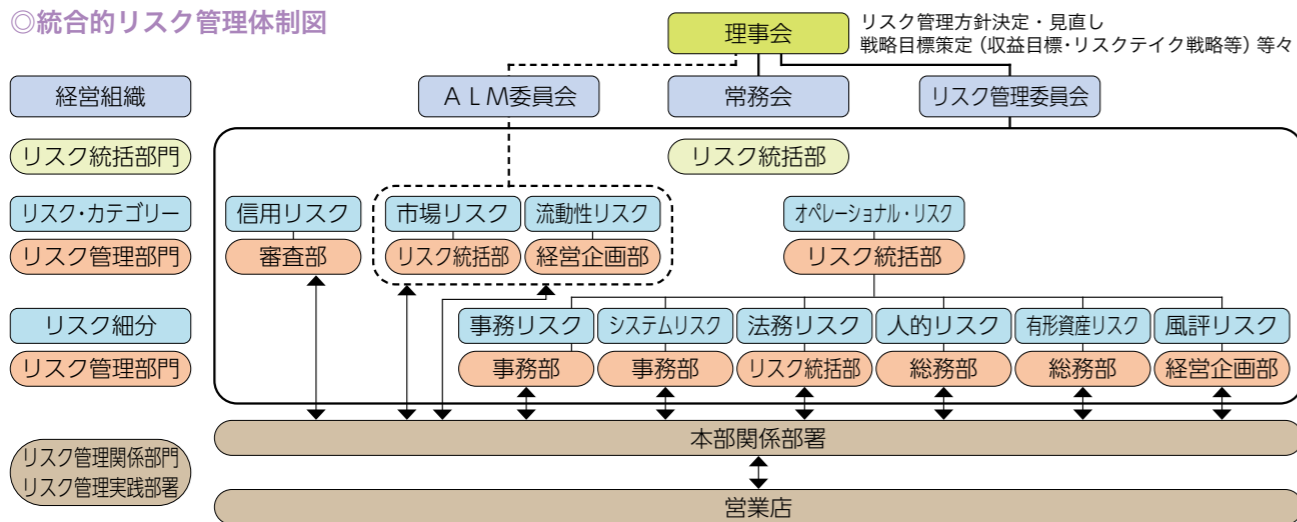 ◎統合的リスク管理体制図
理事会
リスク管理方針決定・見直し
戦略目標策定（収益目標・リスクテイク戦略等）等々
経営組織
ＡＬＭ委員会
常務会
リスク管理委員会
リスク統括部門
リスク統括部
リスク・カテゴリー
信用リスク
市場リスク
流動性リスク
オペレーショナル・リスク
リスク管理部門
審査部
リスク統括部
経営企画部
リスク統括部
リスク細分
事務リスク
システムリスク
法務リスク
人的リスク
有形資産リスク
風評リスク
リスク管理部門
事務部
事務部
リスク統括部
総務部
総務部
経営企画部
リスク管理関係部門
リスク管理実践部署
本部関係部署
営業店